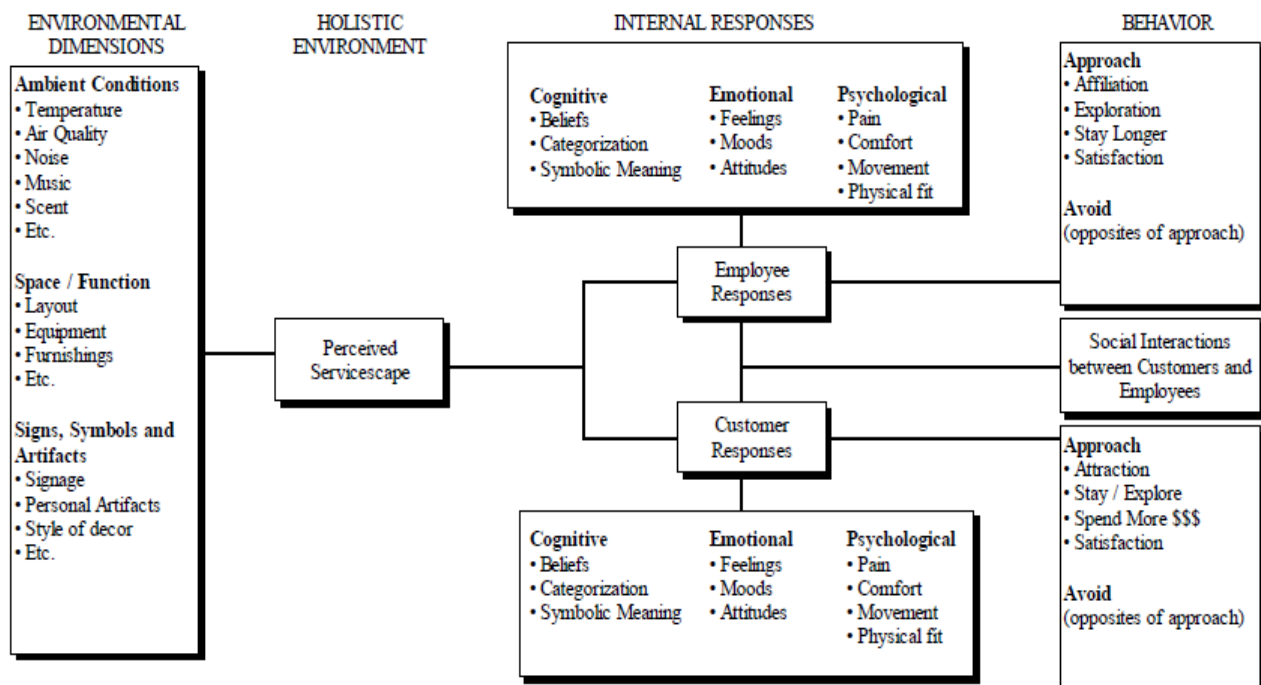 ENVIRONMENTAL
DIMENSIONS
Ambient Conditions
• Temperature
• Air Quality
• Noise
• Music
• Scent
• Etc.
Space / Function
• Layout
• Equipment
• Furnishings
• Etc.
Signs, Symbols and
Artifacts
• Signage
• Personal Artifacts
• Style of decor
• Etc.
HOLISTIC
ENVIRONMENT
Perceived
Servicescape
INTERNAL RESPONSES
Cognitive
• Beliefs
• Categorization
• Symbolic Meaning
Emotional
• Feelings
• Moods
• Attitudes
Psychological
• Pain
• Comfort
• Movement
• Physical fit
Employee
Responses
Customer
Responses
Cognitive
• Beliefs
• Categorization
• Symbolic Meaning
Emotional
• Feelings
• Moods
• Attitudes
Psychological
• Pain
• Comfort
• Movement
• Physical fit
BEHAVIOR
Approach
• Affiliation
• Exploration
• Stay Longer
• Satisfaction
Avoid
(opposites of approach)
Social Interactions
between Customers and
Employees
Approach
• Attraction
• Stay / Explore
• Spend More $$$
• Satisfaction
Avoid
(opposites of approach)